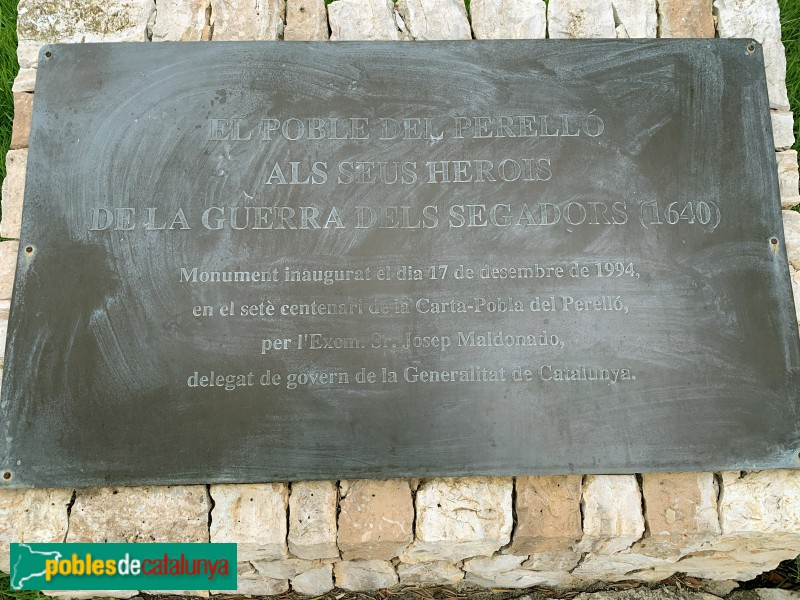 EL POBLE DEL PERELLÓ
ALS SEUS HEROIS
DE LA GUERRA DELS SEGADORS (1640)
Monument inaugurat el dia 17 de desembre de 1994,
en el setè centenari de la Carta-Pobla del Perelló,
per l'Exem. Sr. Josep Maldonado,
delegat de govern de la Generalitat de Catalunya.
poblesdecatalunya